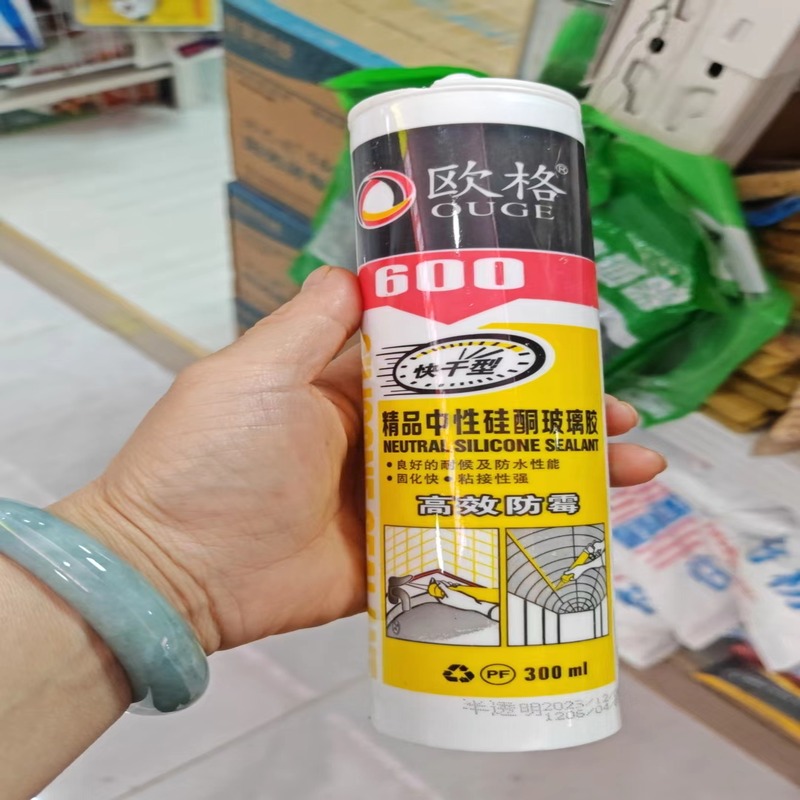 欧格®
OUGE
600
快干型
精品中性硅酮玻璃胶
NEUTRAL SILICONE SEALANT
•良好的耐候及防水性能
•固化快•粘接性强
高效防霉
PF 300 ml
半透明